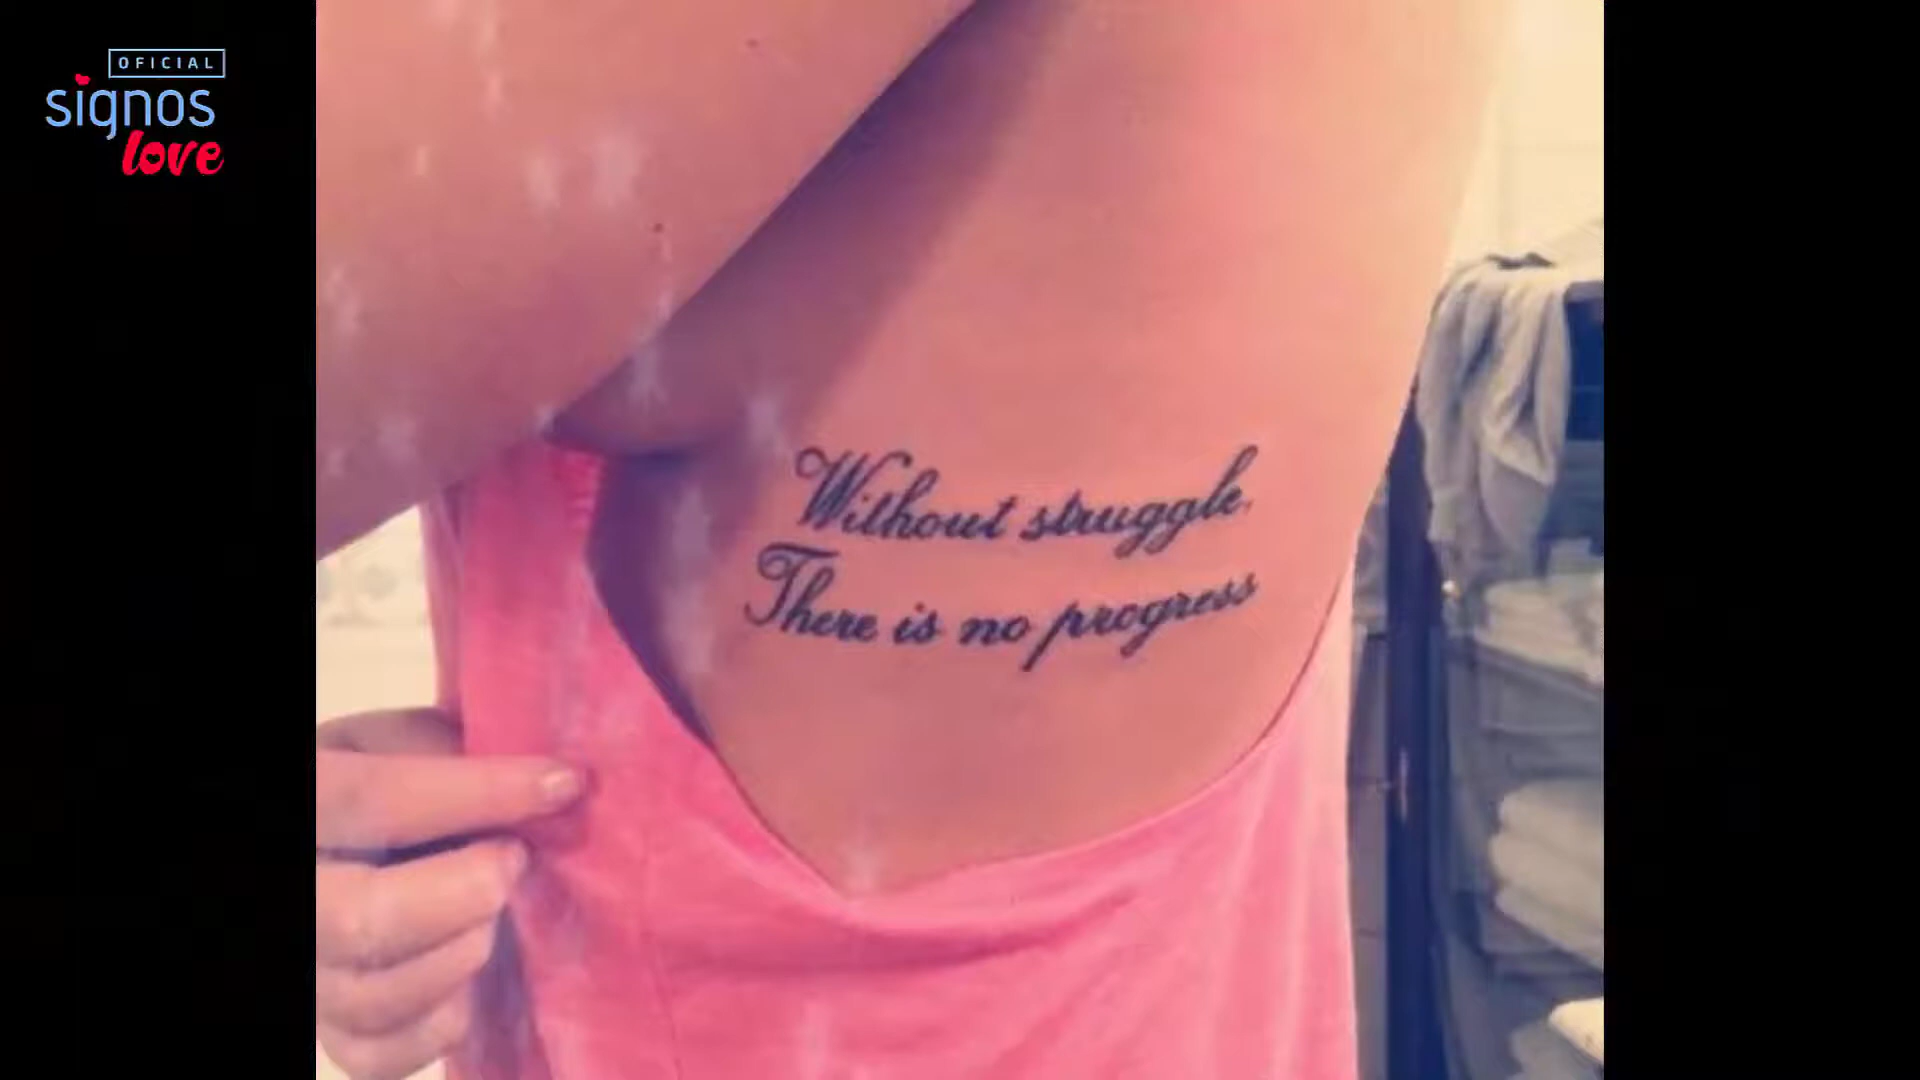 OFICIAL
signos
love
Without struggle,
There is no progress